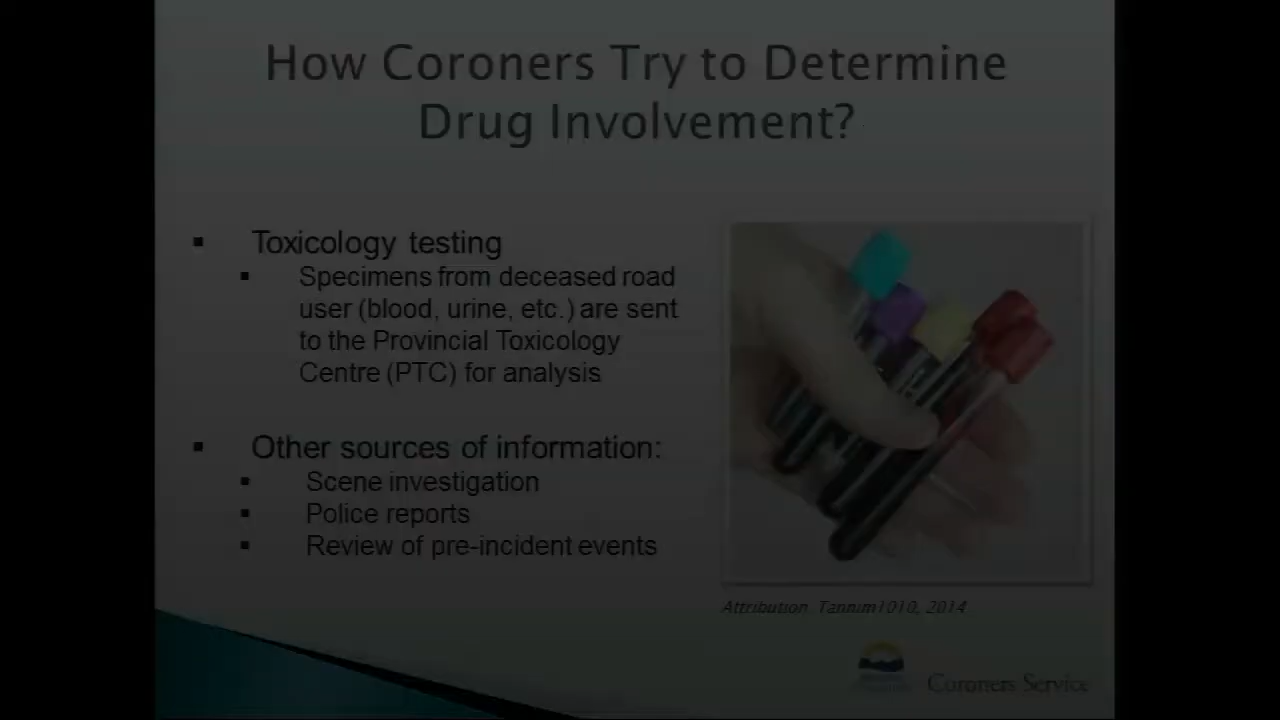 How Coroners Try to Determine
Drug Involvement?
▪ Toxicology testing
▪ Specimens from deceased road
user (blood, urine, etc.) are sent
to the Provincial Toxicology
Centre (PTC) for analysis
▪ Other sources of information:
▪ Scene investigation
▪ Police reports
▪ Review of pre-incident events
Attribution Tannim1010, 2014
Coroners Service